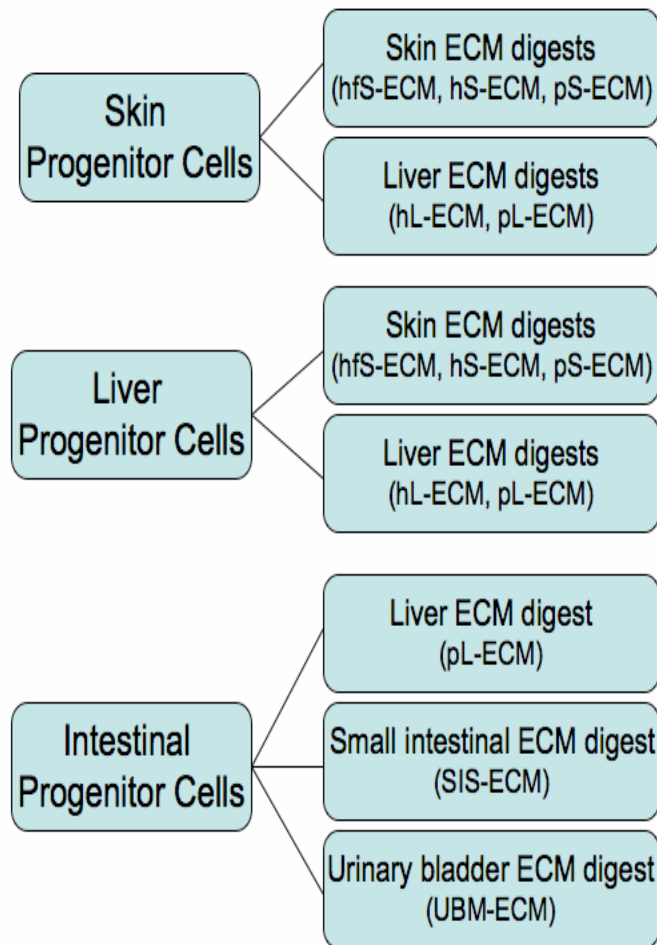 Skin
Progenitor Cells
Skin ECM digests
(hfS-ECM, hS-ECM, pS-ECM)
Liver ECM digests
(hL-ECM, pL-ECM)
Liver
Progenitor Cells
Skin ECM digests
(hfS-ECM, hS-ECM, pS-ECM)
Liver ECM digests
(hL-ECM, pL-ECM)
Intestinal
Progenitor Cells
Liver ECM digest
(pL-ECM)
Small intestinal ECM digest
(SIS-ECM)
Urinary bladder ECM digest
(UBM-ECM)